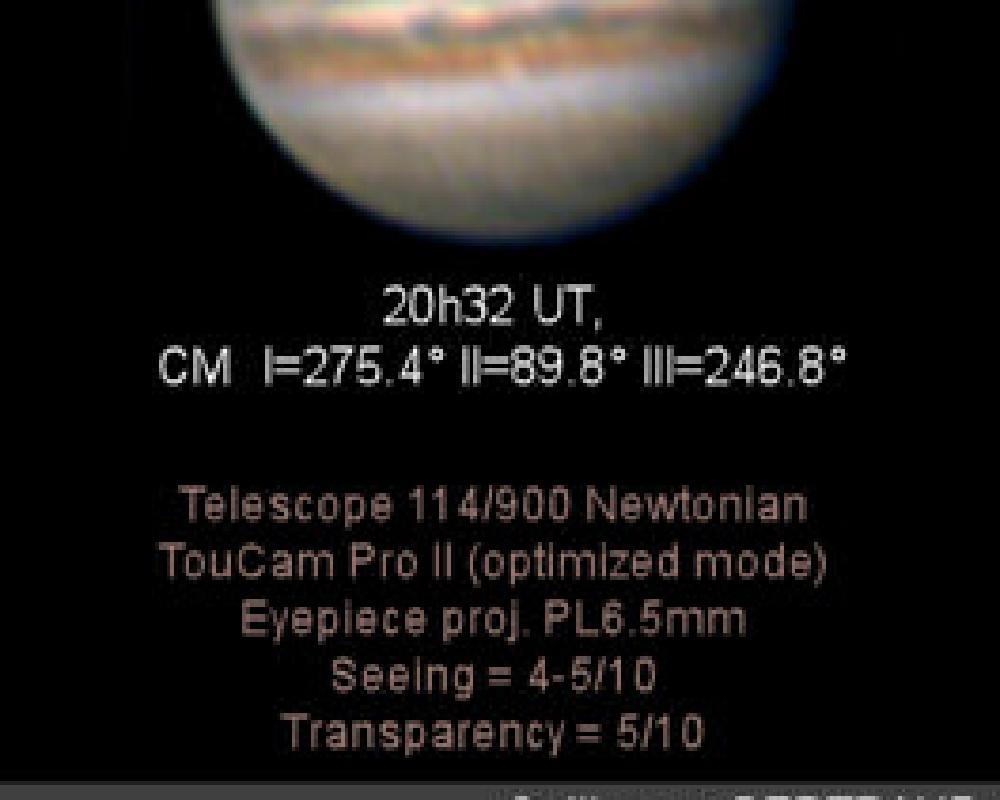 20h32 UT,
CM I=275.4° II=89.8° III=246.8°
Telescope 114/900 Newtonian
TouCam Pro II (optimized mode)
Eyepiece proj. PL6.5mm
Seeing = 4-5/10
Transparency = 5/10